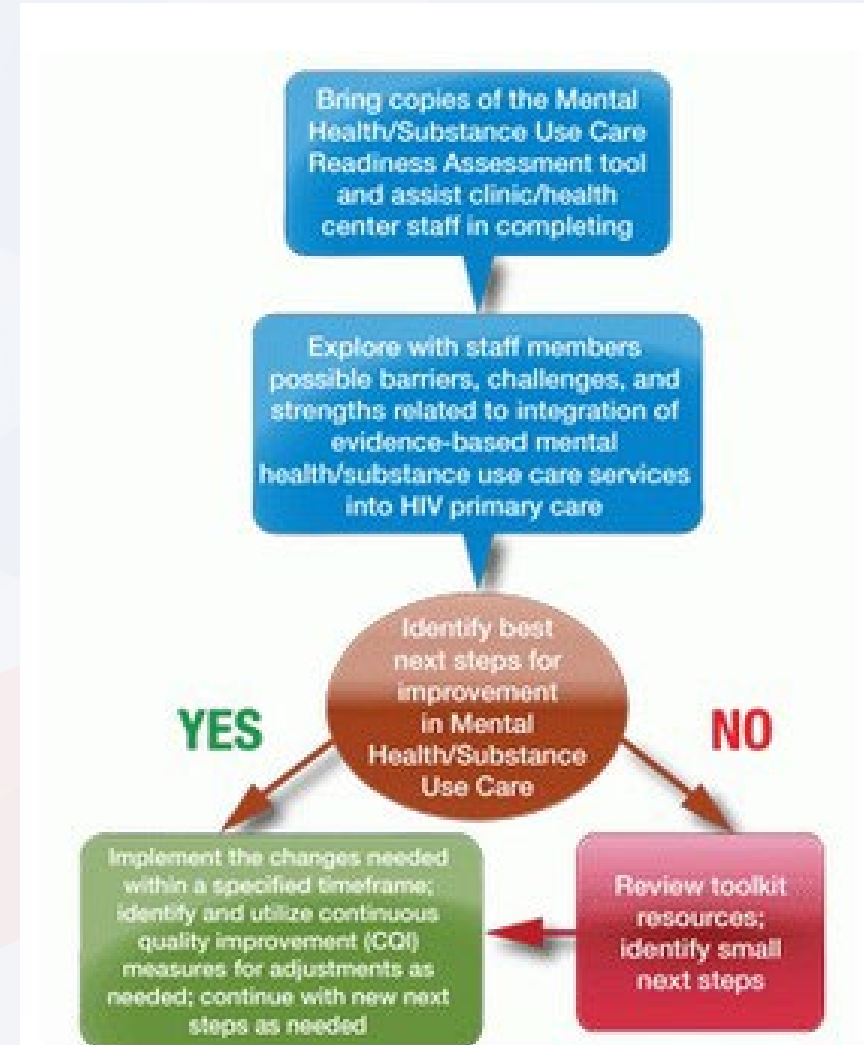 Bring copies of the Mental
Health/Substance Use Care
Readiness Assessment tool
and assist clinic/health
center staff in completing
Explore with staff members
possible barriers, challenges, and
strengths related to integration of
evidence-based mental
health/substance use care services
into HIV primary care
Identify best
next steps for
improvement
in Mental
Health/Substance
Use Care
YES
NO
Implement the changes needed
within a specified timeframe;
identify and utilize continuous
quality improvement (CQI)
measures for adjustments as
needed; continue with new next
steps as needed
Review toolkit
resources;
identify small
next steps